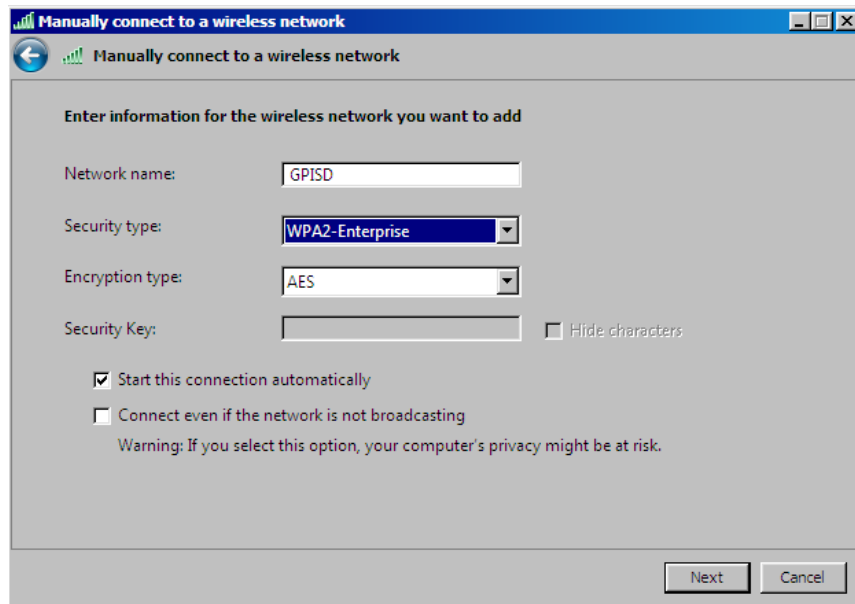 Manually connect to a wireless network
Manually connect to a wireless network
Enter information for the wireless network you want to add
Network name: GPISD
Security type: WPA2-Enterprise
Encryption type: AES
Security Key: Hide characters
Start this connection automatically
Connect even if the network is not broadcasting
Warning: If you select this option, your computer's privacy might be at risk.
Next Cancel